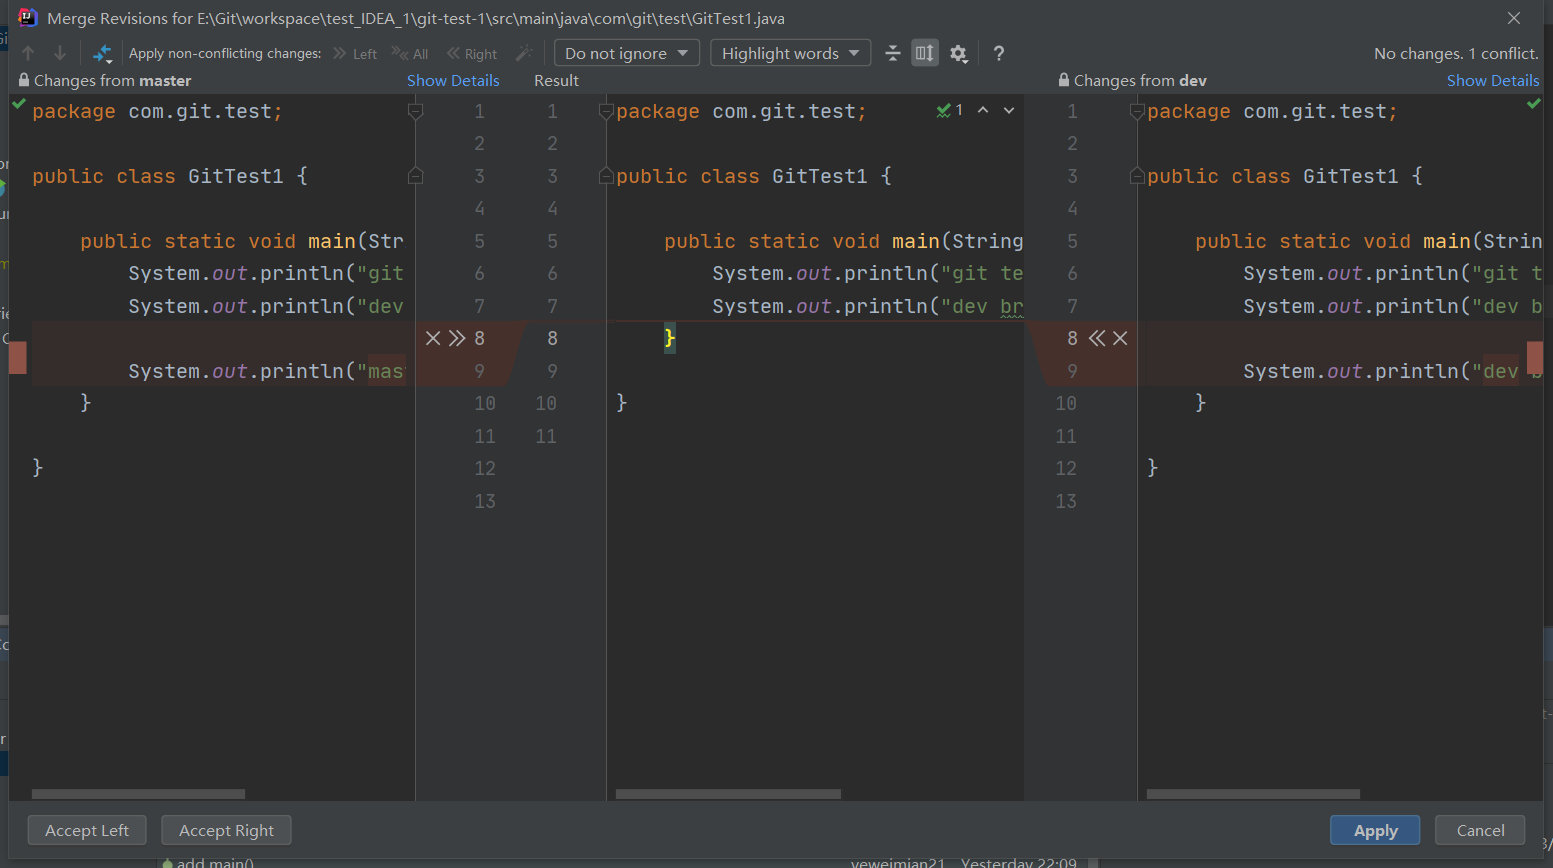 Merge Revisions for E:\Git\workspace\test_IDEA_1\git-test-1\src\main\java\com\git\test\GitTest1.java
Apply non-conflicting changes: Left All Right Do not ignore Highlight words ? No changes. 1 conflict.
Changes from master Show Details Result Changes from dev Show Details
package com.git.test; 1 1 package com.git.test; 1 1 package com.git.test;
2 2 2
public class GitTest1 { 3 3 public class GitTest1 { 3 public class GitTest1 {
4 4 4
public static void main(Str 5 5 public static void main(String 5 public static void main(Strin
System.out.println("git 6 6 System.out.println("git te 6 System.out.println("git t
System.out.println("dev 7 7 System.out.println("dev br 7 System.out.println("dev b
8 8 } 8
System.out.println("mas 9 9 9 System.out.println("dev b
} 10 10 } 10 }
11 11 11
} 12 12 }
13 13
Accept Left Accept Right Apply Cancel
add main() yeweimian21 Yesterday 22:09